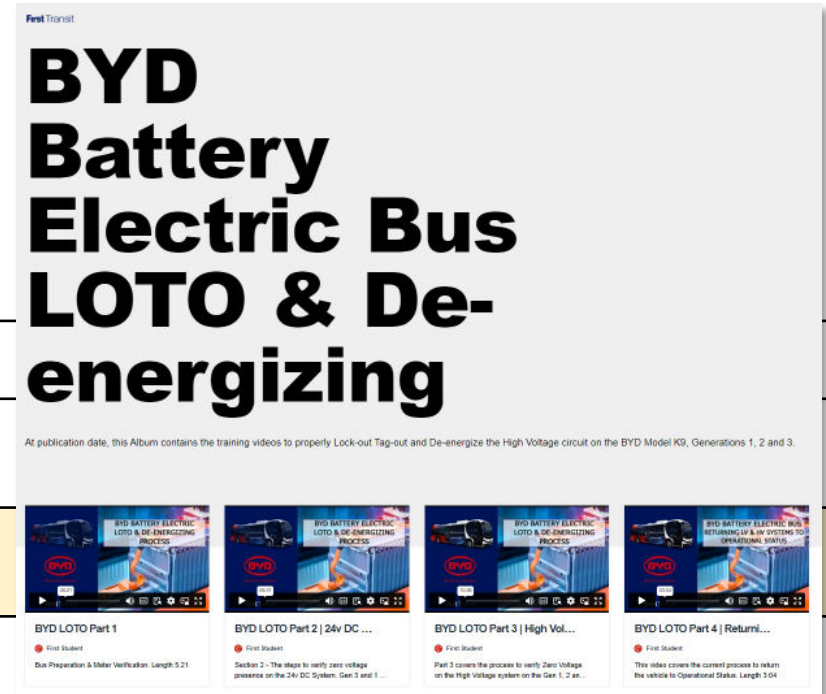 First Transit
BYD
Battery
Electric Bus
LOTO & De-
energizing
At publication date, this Album contains the training videos to properly Lock-out Tag-out and De-energize the High Voltage circuit on the BYD Model K9, Generations 1, 2 and 3.
BYD BATTERY ELECTRIC
LOTO & DE-ENERGIZING
PROCESS
BYD
BYD LOTO Part 1
First Student
Bus Preparation & Meter Verification. Length 5:21
BYD BATTERY ELECTRIC
LOTO & DE-ENERGIZING
PROCESS
BYD
BYD LOTO Part 2 | 24v DC ...
First Student
Section 2 - The steps to verify zero voltage
presence on the 24v DC System. Gen 3 and 1 ...
BYD BATTERY ELECTRIC
LOTO & DE-ENERGIZING
PROCESS
BYD
BYD LOTO Part 3 | High Vol...
First Student
Part 3 covers the process to verify Zero Voltage
on the High Voltage system on the Gen 1, 2 an...
BYD BATTERY ELECTRIC BUS
RETURNING LV & HV SYSTEMS TO
OPERATIONAL STATUS
BYD
03:04
BYD LOTO Part 4 | Returni...
First Student
This video covers the current process to return
the vehicle to Operational Status. Length 3:04